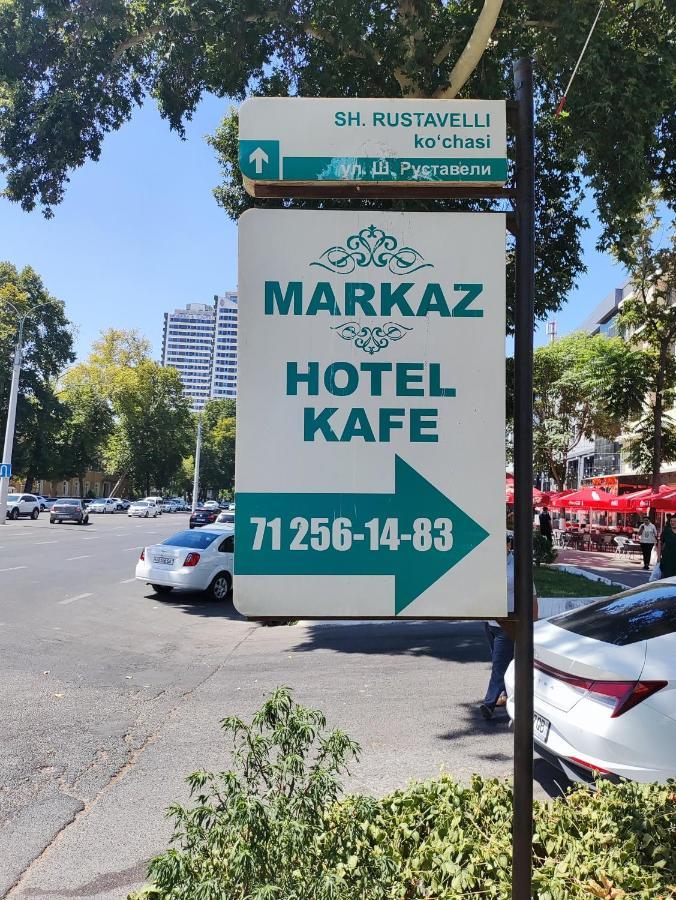 SH. RUSTAVELLI
ko‘chasi
ул. Ш. Руставели
MARKAZ
HOTEL
KAFE
71 256-14-83